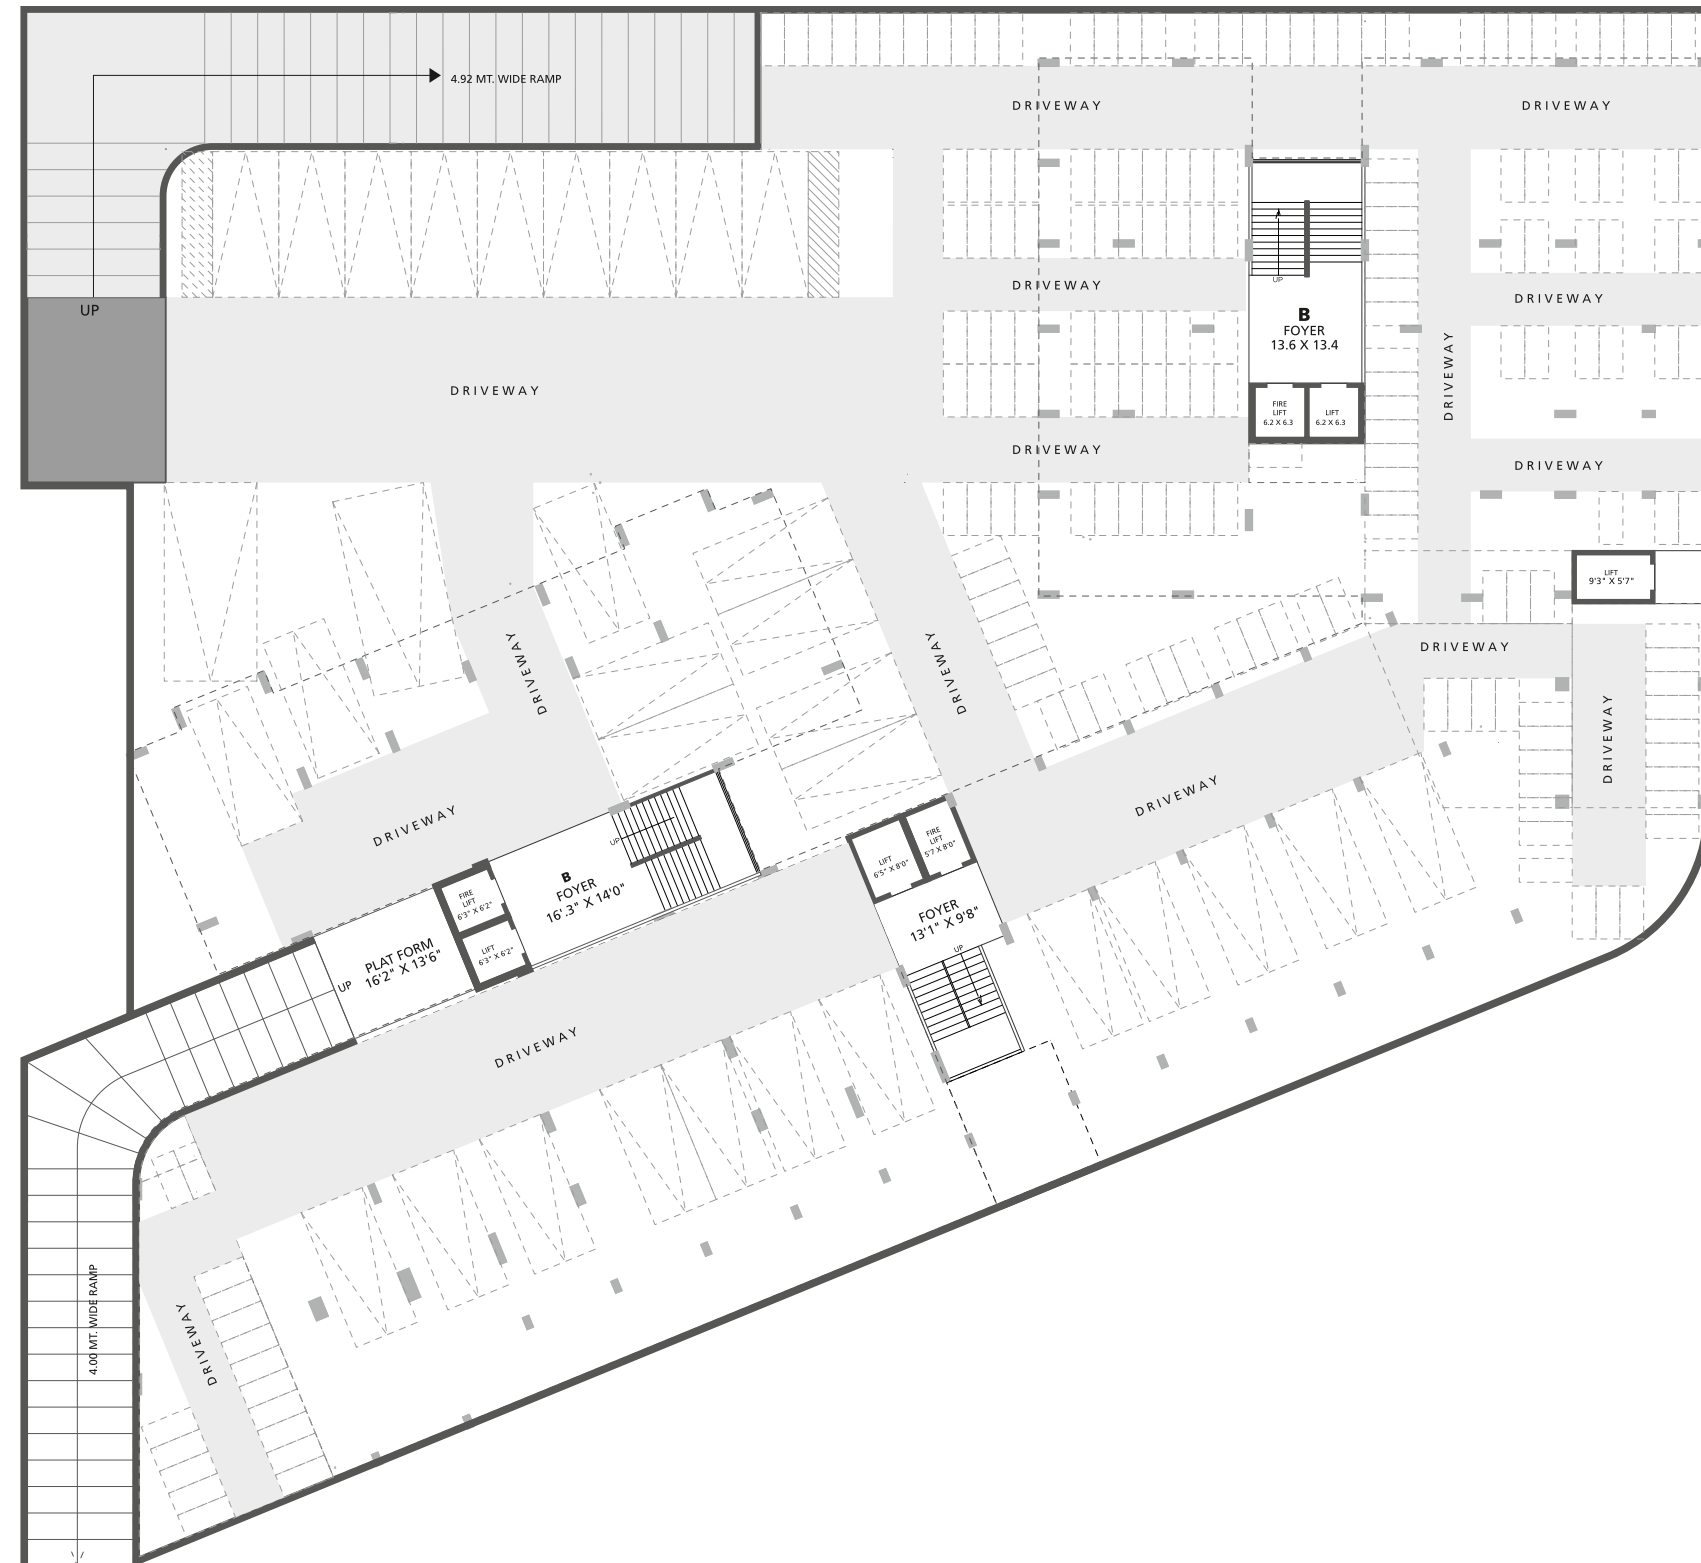 4.92 MT. WIDE RAMP
DRIVEWAY
DRIVEWAY
UP
DRIVEWAY
UP
DRIVEWAY
B
FOYER
13.6 X 13.4
DRIVEWAY
DRIVEWAY
FIRE
LIFT
6.2 X 6.3
LIFT
6.2 X 6.3
DRIVEWAY
DRIVEWAY
LIFT
9'3" X 5'7"
DRIVEWAY
DRIVEWAY
DRIVEWAY
DRIVEWAY
DRIVEWAY
DRIVEWAY
UP
B
FOYER
16'.3" X 14'0"
FIRE
LIFT
6'3" X 6'2"
LIFT
6'3" X 6'2"
PLAT FORM
16'2" X 13'6"
UP
LIFT
6'5" X 8'0"
FIRE
LIFT
5'7 X 8'0"
FOYER
13'1" X 9'8"
UP
DRIVEWAY
4.00 MT. WIDE RAMP
DRIVEWAY